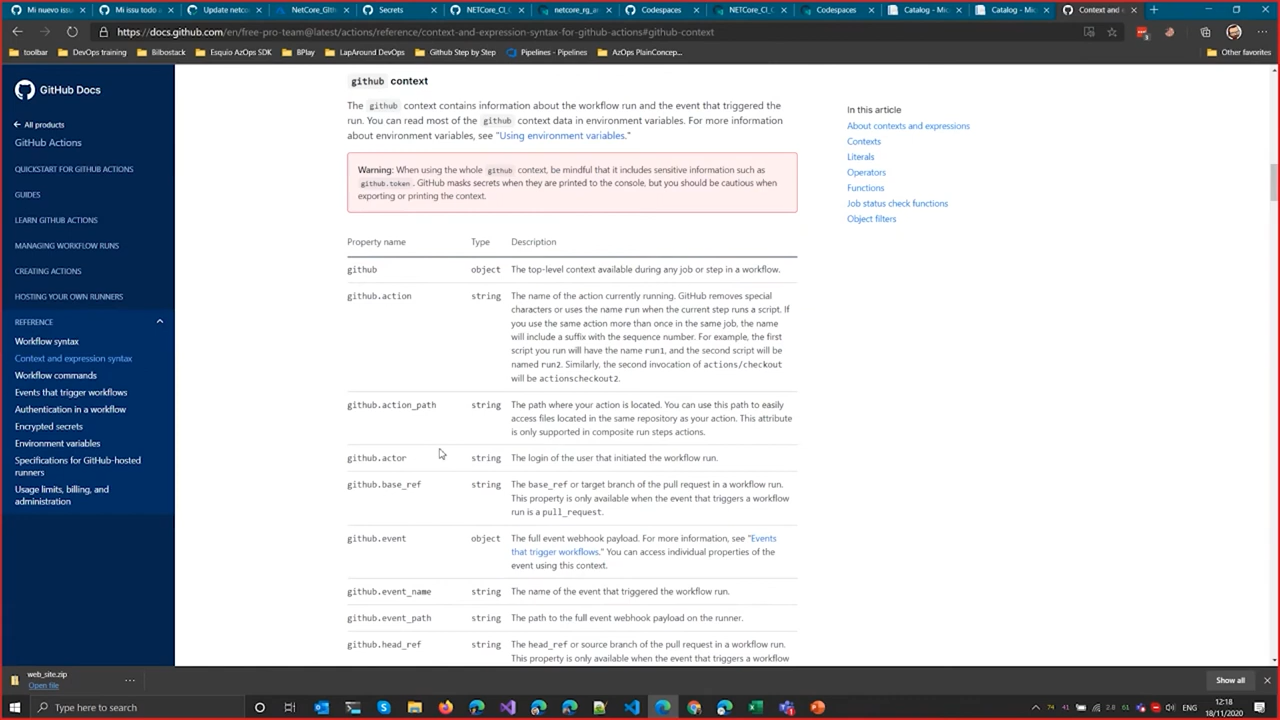 Mi nuevo issu
Mi issu todo a
Update netco
NetCore_Gith
Secrets
NETCore_CI_C
netcore_rg_av
Codespaces
NETCore_CI_C
Codespaces
Catalog - Micr
Catalog - Micr
Context and e
https://docs.github.com/en/free-pro-team@latest/actions/reference/context-and-expression-syntax-for-github-actions#github-context
toolbar
DevOps training
Bilbostack
Esquio AzOps SDK
BPlay
LapAround DevOps
Github Step by Step
Pipelines - Pipelines
AzOps PlainConcep...
Other favorites
GitHub Docs
All products
GitHub Actions
QUICKSTART FOR GITHUB ACTIONS
GUIDES
LEARN GITHUB ACTIONS
MANAGING WORKFLOW RUNS
CREATING ACTIONS
HOSTING YOUR OWN RUNNERS
REFERENCE
Workflow syntax
Context and expression syntax
Workflow commands
Events that trigger workflows
Authentication in a workflow
Encrypted secrets
Environment variables
Specifications for GitHub-hosted
runners
Usage limits, billing, and
administration
github context
The github context contains information about the workflow run and the event that triggered the
run. You can read most of the github context data in environment variables. For more information
about environment variables, see "Using environment variables."
Warning: When using the whole github context, be mindful that it includes sensitive information such as
github.token. GitHub masks secrets when they are printed to the console, but you should be cautious when
exporting or printing the context.
Property name Type Description
github object The top-level context available during any job or step in a workflow.
github.action string The name of the action currently running. GitHub removes special
characters or uses the name run when the current step runs a script. If
you use the same action more than once in the same job, the name
will include a suffix with the sequence number. For example, the first
script you run will have the name run1, and the second script will be
named run2. Similarly, the second invocation of actions/checkout
will be actionscheckout2.
github.action_path string The path where your action is located. You can use this path to easily
access files located in the same repository as your action. This attribute
is only supported in composite run steps actions.
github.actor string The login of the user that initiated the workflow run.
github.base_ref string The base_ref or target branch of the pull request in a workflow run.
This property is only available when the event that triggers a workflow
run is a pull_request.
github.event object The full event webhook payload. For more information, see "Events
that trigger workflows." You can access individual properties of the
event using this context.
github.event_name string The name of the event that triggered the workflow run.
github.event_path string The path to the full event webhook payload on the runner.
github.head_ref string The head_ref or source branch of the pull request in a workflow run.
This property is only available when the event that triggers a workflow
In this article
About contexts and expressions
Contexts
Literals
Operators
Functions
Job status check functions
Object filters
web_site.zip
Open file
Show all
Type here to search
74 41 2.8 61 ENG
12:18
18/11/2020